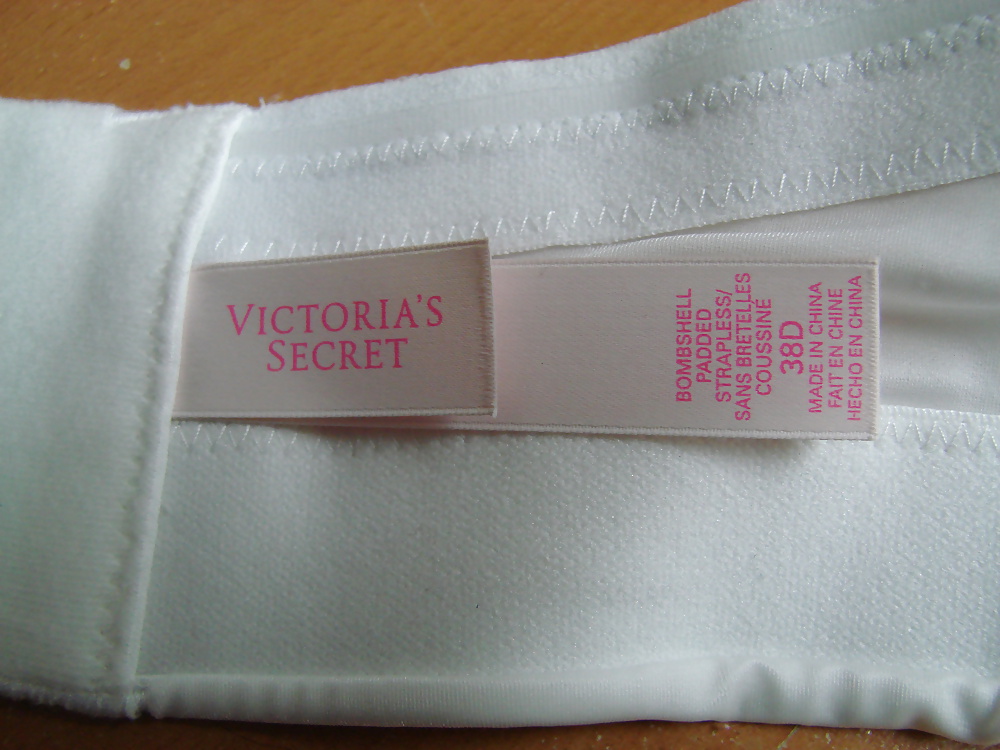 VICTORIA'S
SECRET
BOMBSHELL
PADDED
STRAPLESS/
SANS BRETELLES
COUSSINÉ
38D
MADE IN CHINA
FAIT EN CHINE
HECHO EN CHINA